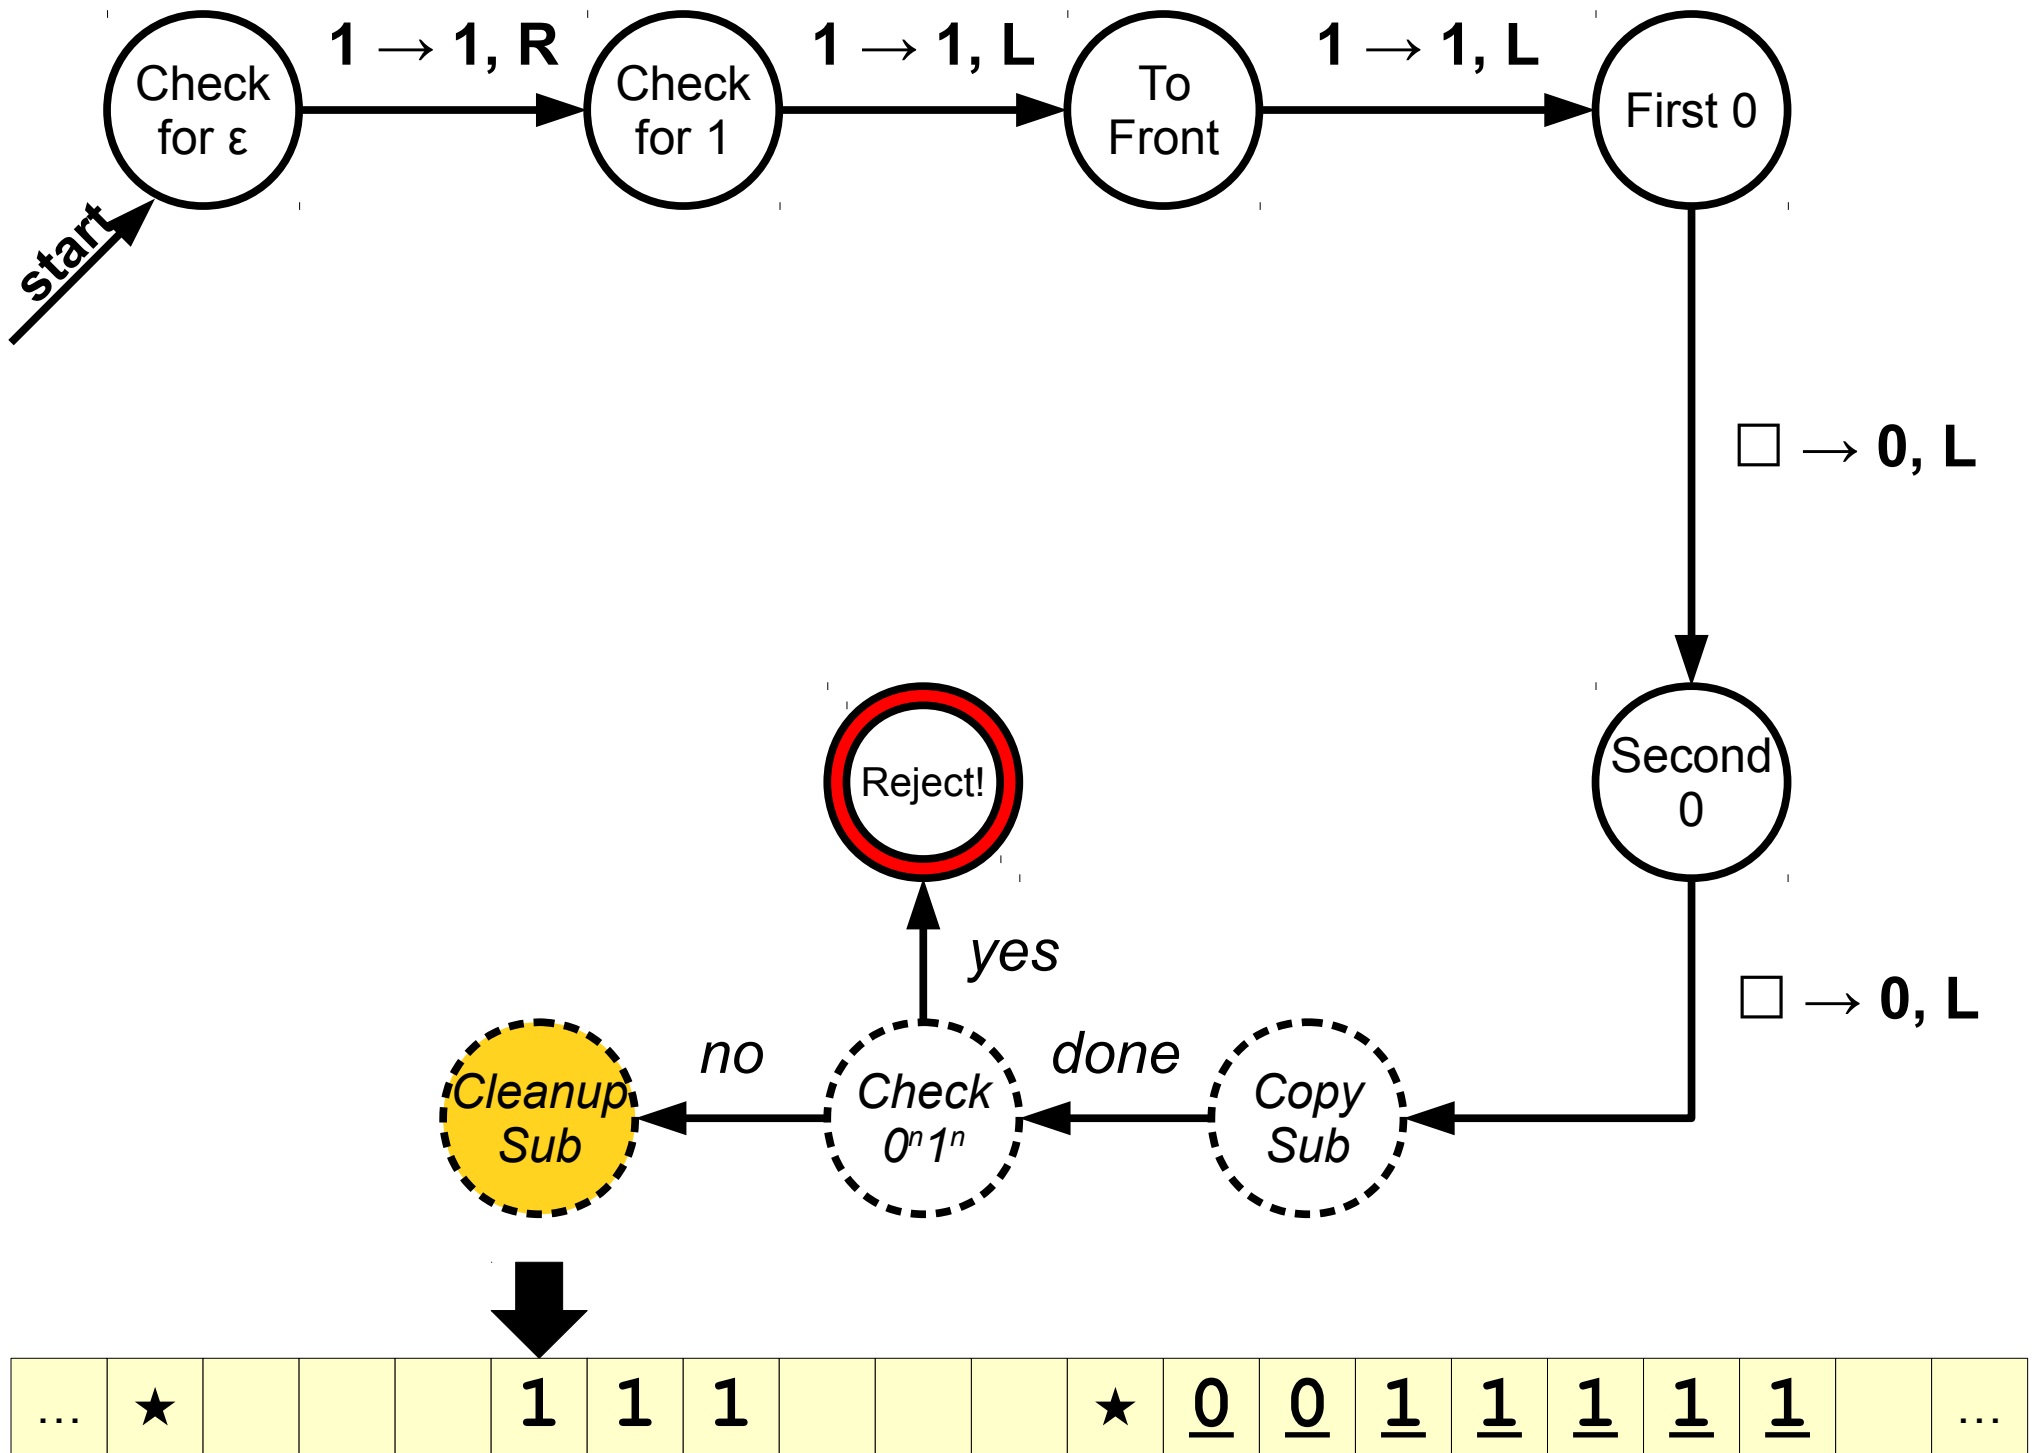 1 → 1, R
1 → 1, L
1 → 1, L
Check
for ε
Check
for 1
To
Front
First 0
start
□ → 0, L
Second
0
Reject!
yes
□ → 0, L
no
done
Cleanup
Sub
Check
0ⁿ1ⁿ
Copy
Sub
… ★ 1 1 1 ★ 0 0 1 1 1 1 1 …